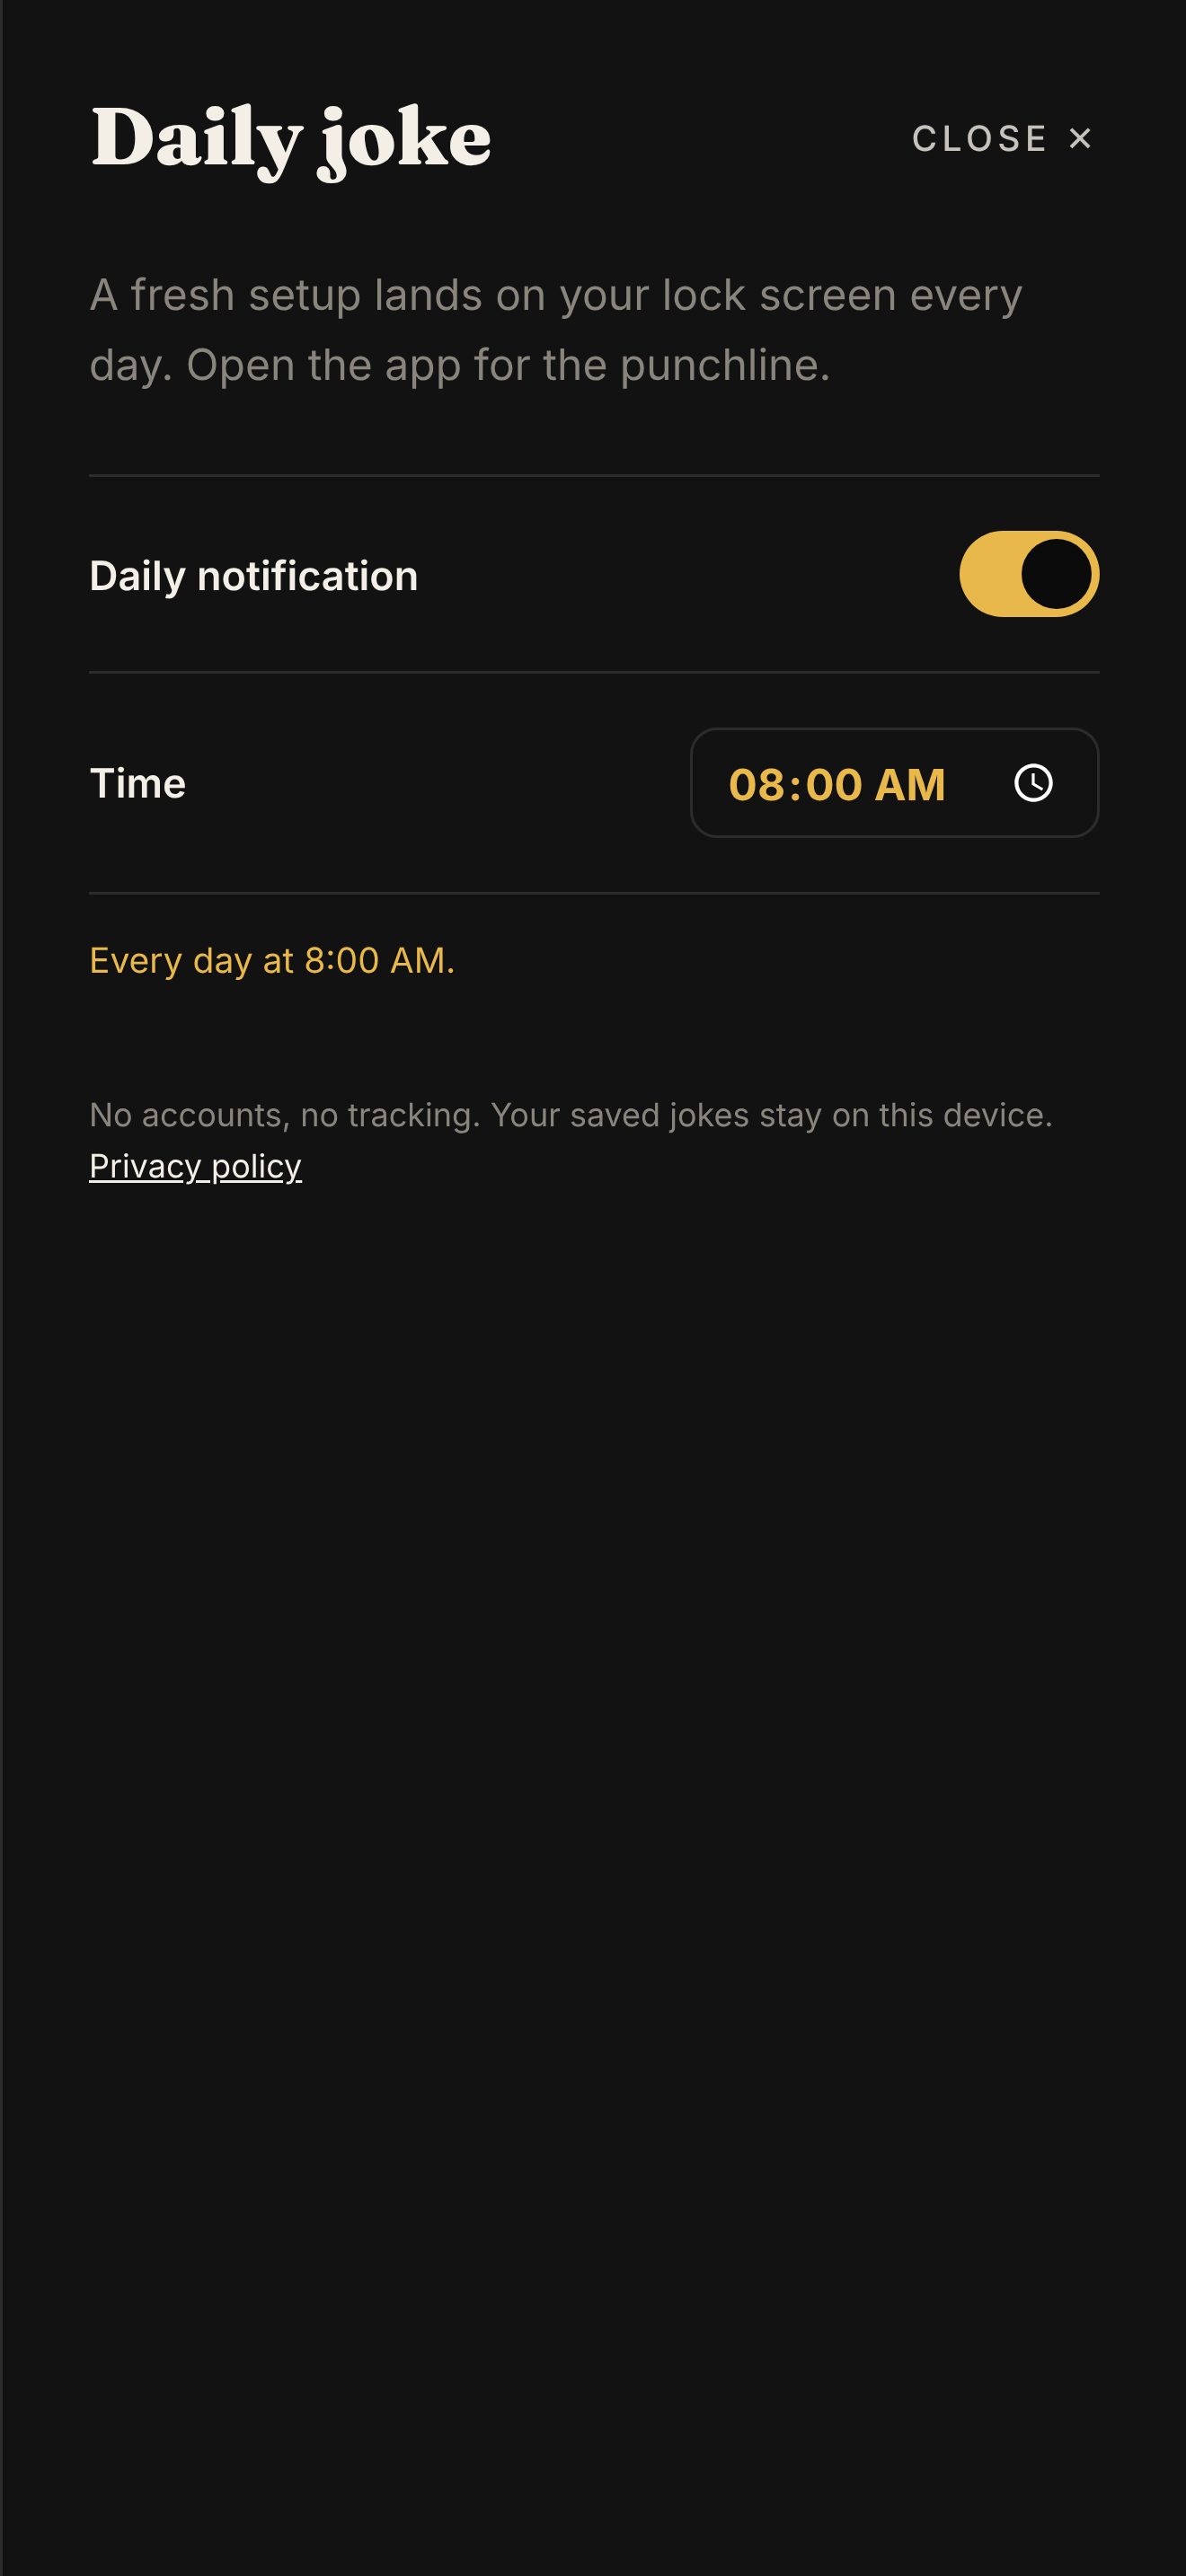 Daily joke
CLOSE ✕
A fresh setup lands on your lock screen every
day. Open the app for the punchline.
Daily notification
Time
08:00 AM
Every day at 8:00 AM.
No accounts, no tracking. Your saved jokes stay on this device.
Privacy policy